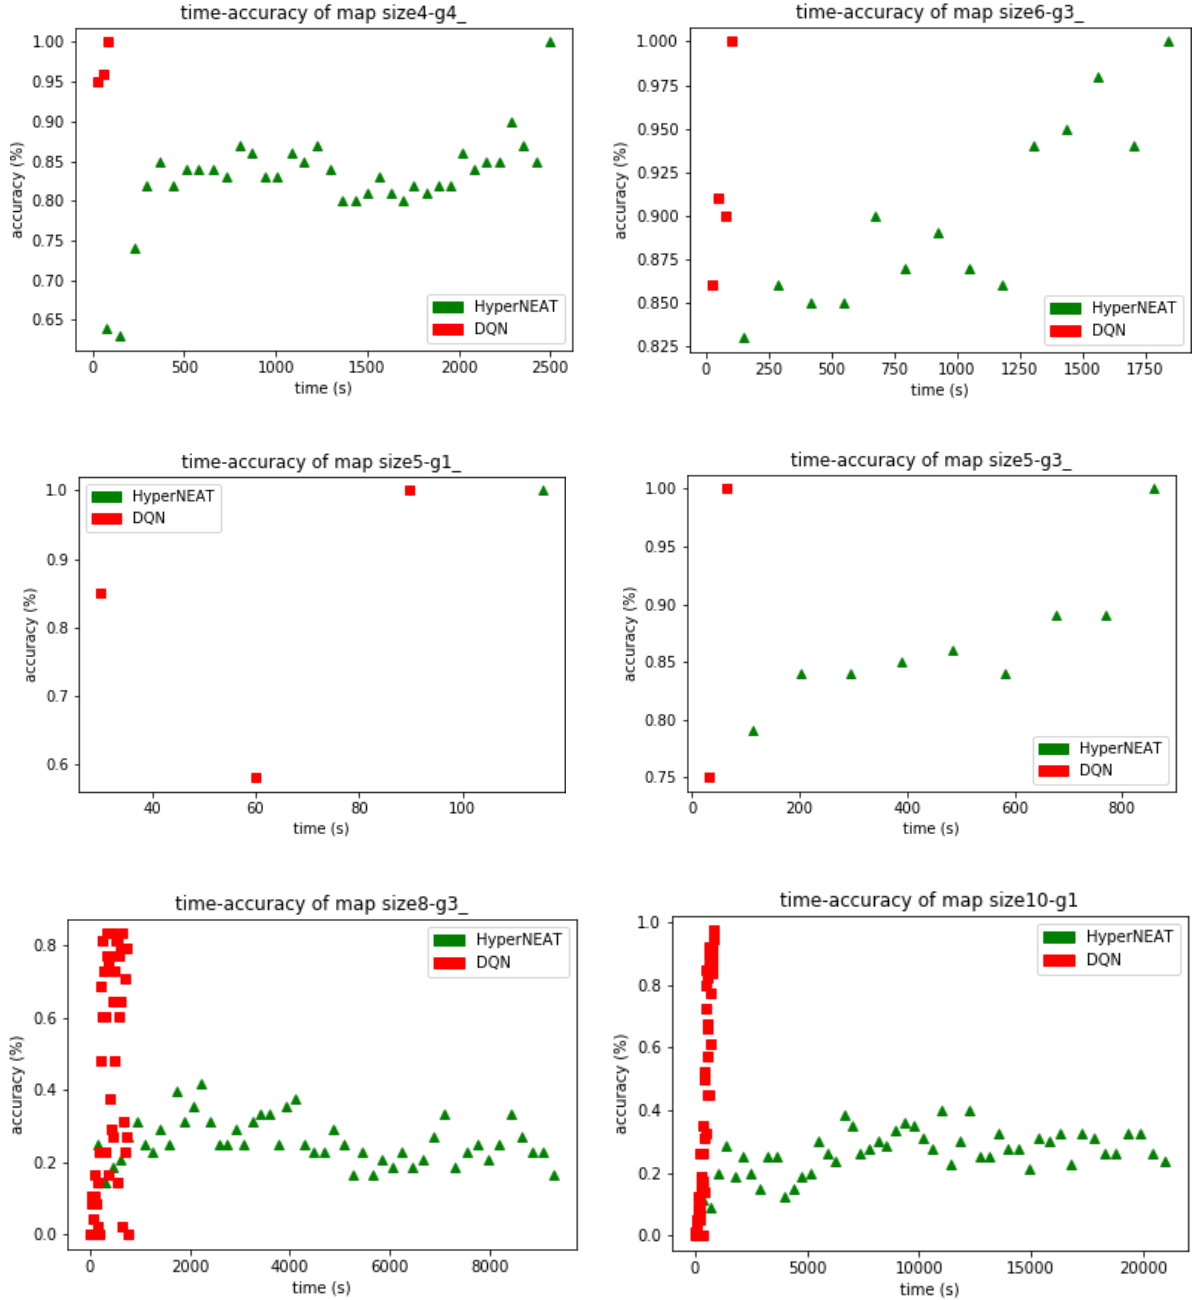 time-accuracy of map size4-g4_
accuracy (%)
1.00
0.95
0.90
0.85
0.80
0.75
0.70
0.65
HyperNEAT
DQN
0 500 1000 1500 2000 2500
time (s)
time-accuracy of map size6-g3_
accuracy (%)
1.000
0.975
0.950
0.925
0.900
0.875
0.850
0.825
HyperNEAT
DQN
0 250 500 750 1000 1250 1500 1750
time (s)
time-accuracy of map size5-g1_
accuracy (%)
1.0
0.9
0.8
0.7
0.6
HyperNEAT
DQN
40 60 80 100
time (s)
time-accuracy of map size5-g3_
accuracy (%)
1.00
0.95
0.90
0.85
0.80
0.75
HyperNEAT
DQN
0 200 400 600 800
time (s)
time-accuracy of map size8-g3_
accuracy (%)
0.8
0.6
0.4
0.2
0.0
HyperNEAT
DQN
0 2000 4000 6000 8000
time (s)
time-accuracy of map size10-g1
accuracy (%)
1.0
0.8
0.6
0.4
0.2
0.0
HyperNEAT
DQN
0 5000 10000 15000 20000
time (s)